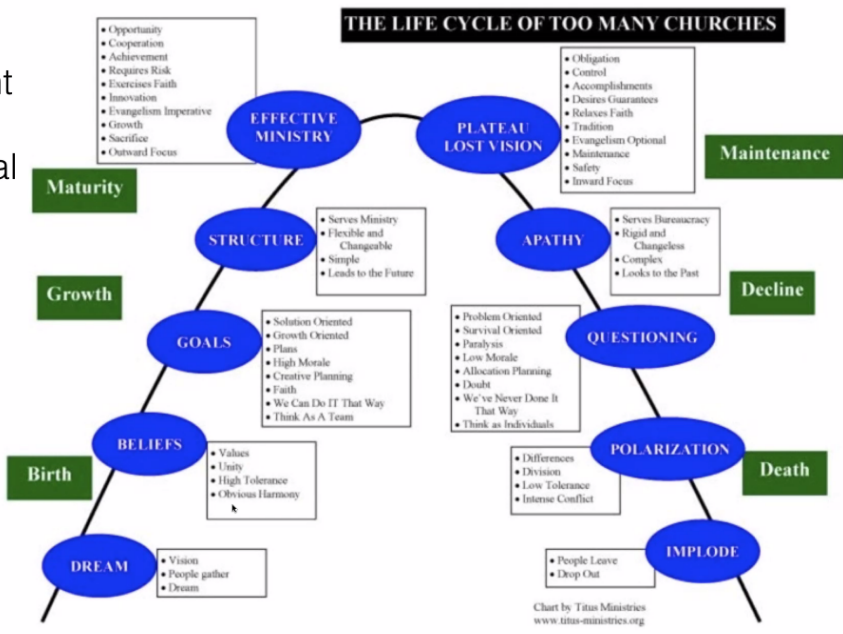 THE LIFE CYCLE OF TOO MANY CHURCHES
• Opportunity
• Cooperation
• Achievement
• Requires Risk
• Exercises Faith
• Innovation
• Evangelism Imperative
• Growth
• Sacrifice
• Outward Focus
EFFECTIVE
MINISTRY
PLATEAU
LOST VISION
• Obligation
• Control
• Accomplishments
• Desires Guarantees
• Relaxes Faith
• Tradition
• Evangelism Optional
• Maintenance
• Safety
• Inward Focus
Maturity
Maintenance
STRUCTURE
• Serves Ministry
• Flexible and
Changeable
• Simple
• Leads to the Future
APATHY
• Serves Bureaucracy
• Rigid and
Changeless
• Complex
• Looks to the Past
Growth
Decline
GOALS
• Solution Oriented
• Growth Oriented
• Plans
• High Morale
• Creative Planning
• Faith
• We Can Do IT That Way
• Think As A Team
• Problem Oriented
• Survival Oriented
• Paralysis
• Low Morale
• Allocation Planning
• Doubt
• We've Never Done It
That Way
• Think as Individuals
QUESTIONING
BELIEFS
• Values
• Unity
• High Tolerance
• Obvious Harmony
• Differences
• Division
• Low Tolerance
• Intense Conflict
POLARIZATION
Birth
Death
DREAM
• Vision
• People gather
• Dream
• People Leave
• Drop Out
IMPLODE
Chart by Titus Ministries
www.titus-ministries.org